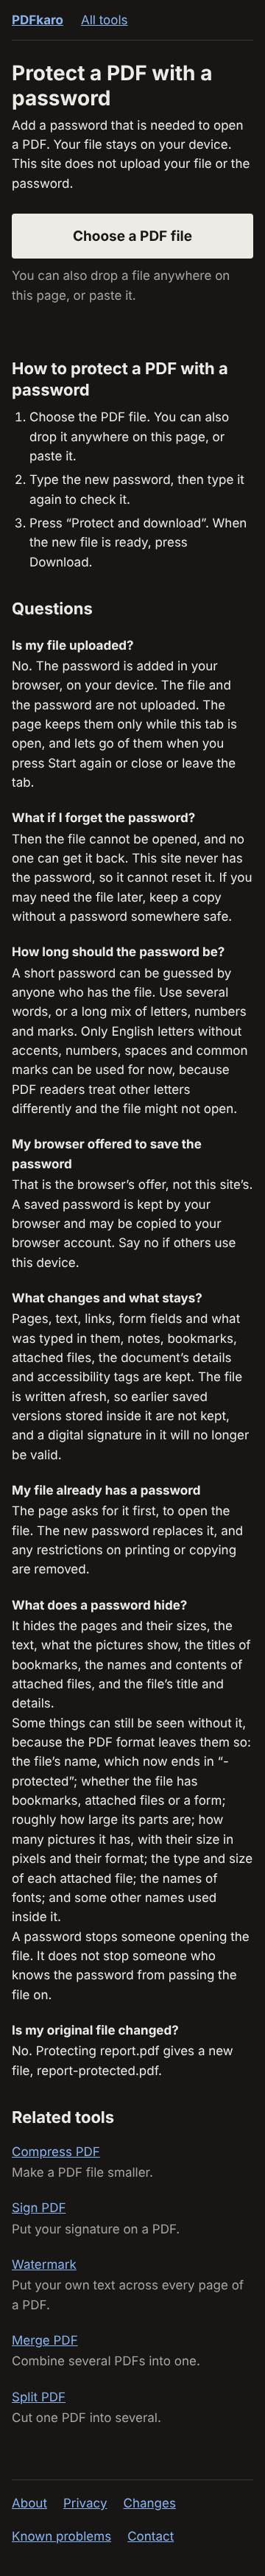 PDFkaro All tools
Protect a PDF with a
password
Add a password that is needed to open
a PDF. Your file stays on your device.
This site does not upload your file or the
password.
Choose a PDF file
You can also drop a file anywhere on
this page, or paste it.
How to protect a PDF with a
password
1. Choose the PDF file. You can also
drop it anywhere on this page, or
paste it.
2. Type the new password, then type it
again to check it.
3. Press “Protect and download”. When
the new file is ready, press
Download.
Questions
Is my file uploaded?
No. The password is added in your
browser, on your device. The file and
the password are not uploaded. The
page keeps them only while this tab is
open, and lets go of them when you
press Start again or close or leave the
tab.
What if I forget the password?
Then the file cannot be opened, and no
one can get it back. This site never has
the password, so it cannot reset it. If you
may need the file later, keep a copy
without a password somewhere safe.
How long should the password be?
A short password can be guessed by
anyone who has the file. Use several
words, or a long mix of letters, numbers
and marks. Only English letters without
accents, numbers, spaces and common
marks can be used for now, because
PDF readers treat other letters
differently and the file might not open.
My browser offered to save the
password
That is the browser’s offer, not this site’s.
A saved password is kept by your
browser and may be copied to your
browser account. Say no if others use
this device.
What changes and what stays?
Pages, text, links, form fields and what
was typed in them, notes, bookmarks,
attached files, the document’s details
and accessibility tags are kept. The file
is written afresh, so earlier saved
versions stored inside it are not kept,
and a digital signature in it will no longer
be valid.
My file already has a password
The page asks for it first, to open the
file. The new password replaces it, and
any restrictions on printing or copying
are removed.
What does a password hide?
It hides the pages and their sizes, the
text, what the pictures show, the titles of
bookmarks, the names and contents of
attached files, and the file’s title and
details.
Some things can still be seen without it,
because the PDF format leaves them so:
the file’s name, which now ends in “-
protected”; whether the file has
bookmarks, attached files or a form;
roughly how large its parts are; how
many pictures it has, with their size in
pixels and their format; the type and size
of each attached file; the names of
fonts; and some other names used
inside it.
A password stops someone opening the
file. It does not stop someone who
knows the password from passing the
file on.
Is my original file changed?
No. Protecting report.pdf gives a new
file, report-protected.pdf.
Related tools
Compress PDF
Make a PDF file smaller.
Sign PDF
Put your signature on a PDF.
Watermark
Put your own text across every page of
a PDF.
Merge PDF
Combine several PDFs into one.
Split PDF
Cut one PDF into several.
About Privacy Changes
Known problems Contact